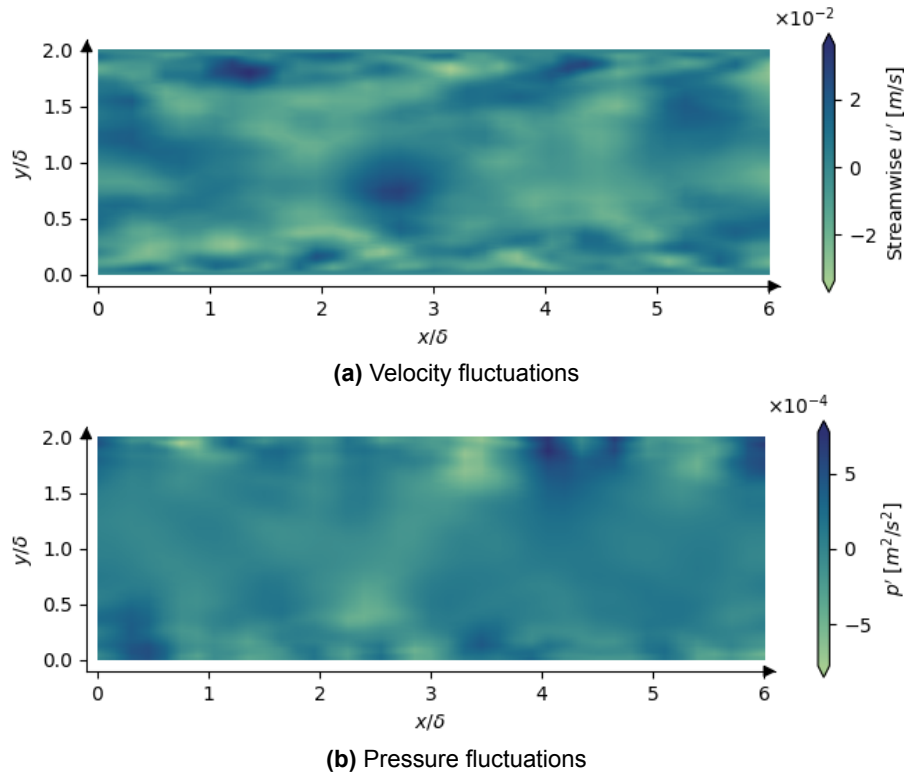 ×10⁻²
2.0
1.5
1.0
0.5
0.0
y/δ
0 1 2 3 4 5 6
x/δ
2
0
−2
Streamwise u′ [m/s]
(a) Velocity fluctuations
×10⁻⁴
2.0
1.5
1.0
0.5
0.0
y/δ
0 1 2 3 4 5 6
x/δ
5
0
−5
p′ [m²/s²]
(b) Pressure fluctuations